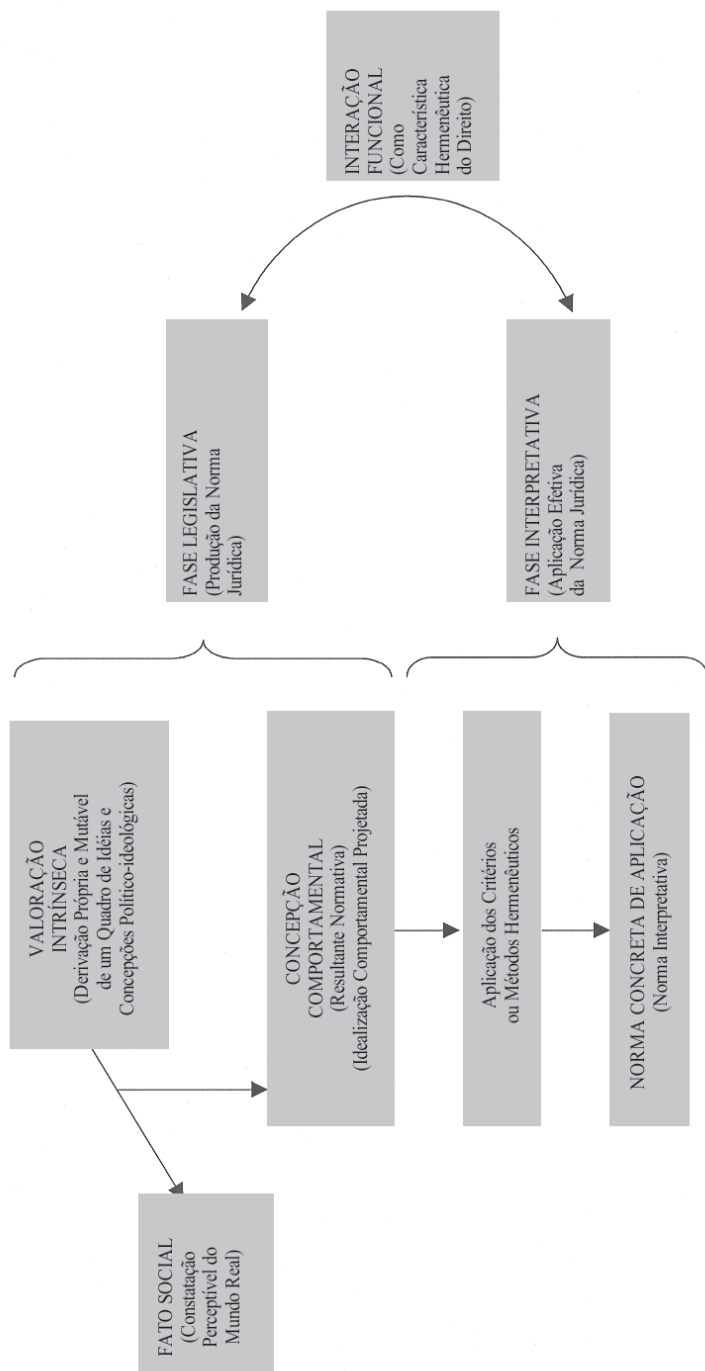 FATO SOCIAL
(Constatação
Perceptível do
Mundo Real)
VALORAÇÃO
INTRÍNSECA
(Derivação Própria e Mutável
de um Quadro de Idéias e
Concepções Político-ideológicas)
CONCEPÇÃO
COMPORTAMENTAL
(Resultante Normativa)
(Idealização Comportamental Projetada)
Aplicação dos Critérios
ou Métodos Hermenêuticos
NORMA CONCRETA DE APLICAÇÃO
(Norma Interpretativa)
FASE LEGISLATIVA
(Produção da Norma
Jurídica)
FASE INTERPRETATIVA
(Aplicação Efetiva
da Norma Jurídica)
INTERAÇÃO
FUNCIONAL
(Como
Característica
Hermenêutica
do Direito)